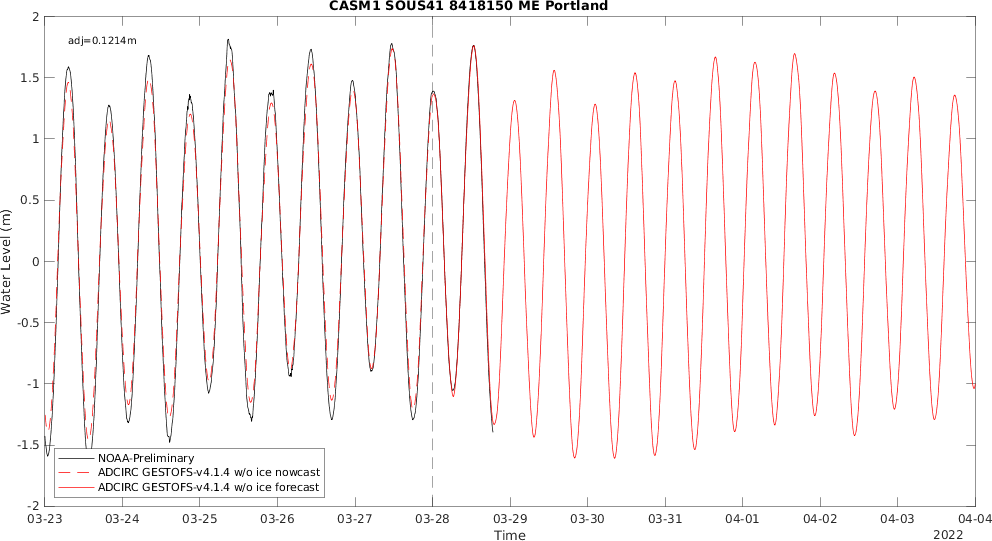 CASM1 SOUS41 8418150 ME Portland
adj=0.1214m
2
1.5
1
0.5
0
-0.5
-1
-1.5
-2
Water Level (m)
NOAA-Preliminary
ADCIRC GESTOFS-v4.1.4 w/o ice nowcast
ADCIRC GESTOFS-v4.1.4 w/o ice forecast
03-23 03-24 03-25 03-26 03-27 03-28 03-29 03-30 03-31 04-01 04-02 04-03 04-04
Time
2022